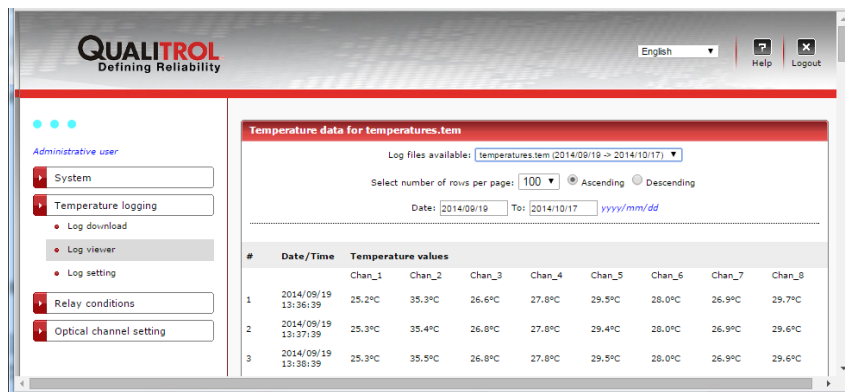 QUALITROL
Defining Reliability
English
?
Help
X
Logout
Administrative user
System
Temperature logging
Log download
Log viewer
Log setting
Relay conditions
Optical channel setting
Temperature data for temperatures.tem
Log files available: temperatures.tem (2014/09/19 -> 2014/10/17)
Select number of rows per page: 100 Ascending Descending
Date: 2014/09/19 To: 2014/10/17 yyyy/mm/dd
# Date/Time Temperature values
Chan_1 Chan_2 Chan_3 Chan_4 Chan_5 Chan_6 Chan_7 Chan_8
1 2014/09/19 13:36:39 25.2ºC 35.3ºC 26.6ºC 27.8ºC 29.5ºC 28.0ºC 26.9ºC 29.7ºC
2 2014/09/19 13:37:39 25.3ºC 35.4ºC 26.8ºC 27.8ºC 29.4ºC 28.0ºC 26.9ºC 29.6ºC
3 2014/09/19 13:38:39 25.3ºC 35.5ºC 26.8ºC 27.8ºC 29.5ºC 28.0ºC 26.9ºC 29.6ºC